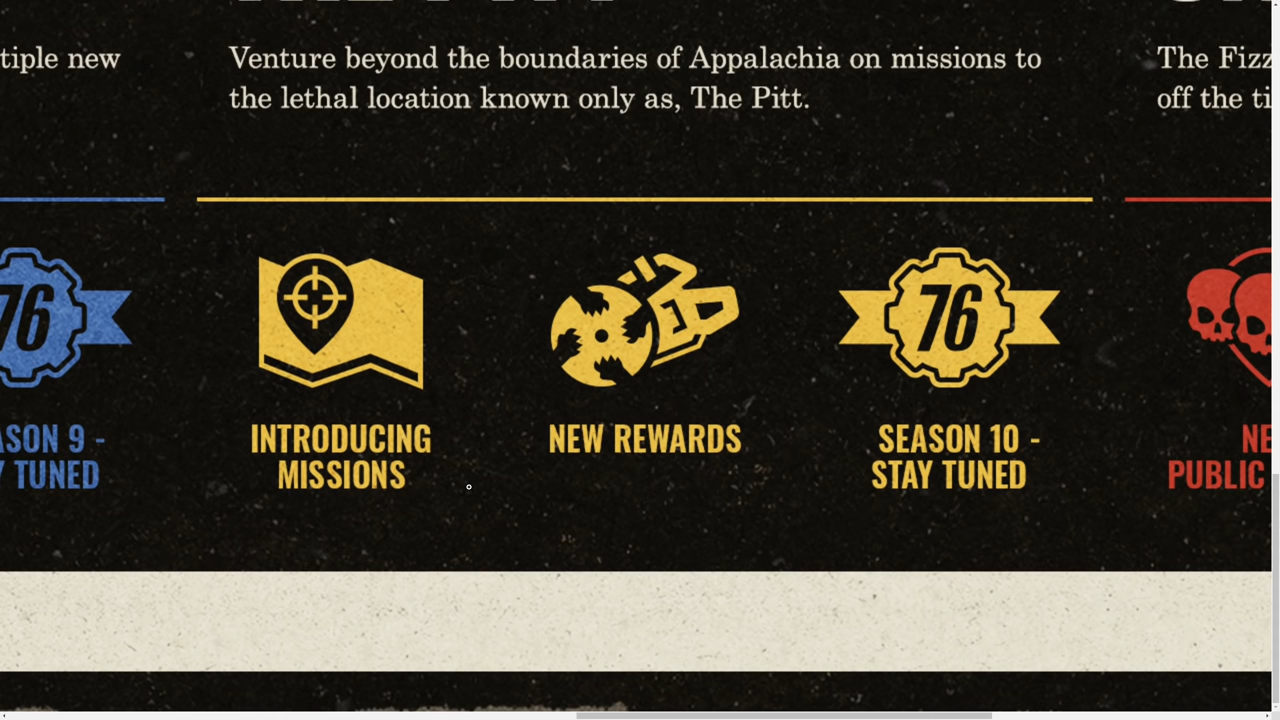 tiple new
Venture beyond the boundaries of Appalachia on missions to
the lethal location known only as, The Pitt.
The Fizz
off the ti
76
76
ASON 9 -
Y TUNED
INTRODUCING
MISSIONS
NEW REWARDS
SEASON 10 -
STAY TUNED
NE
PUBLIC